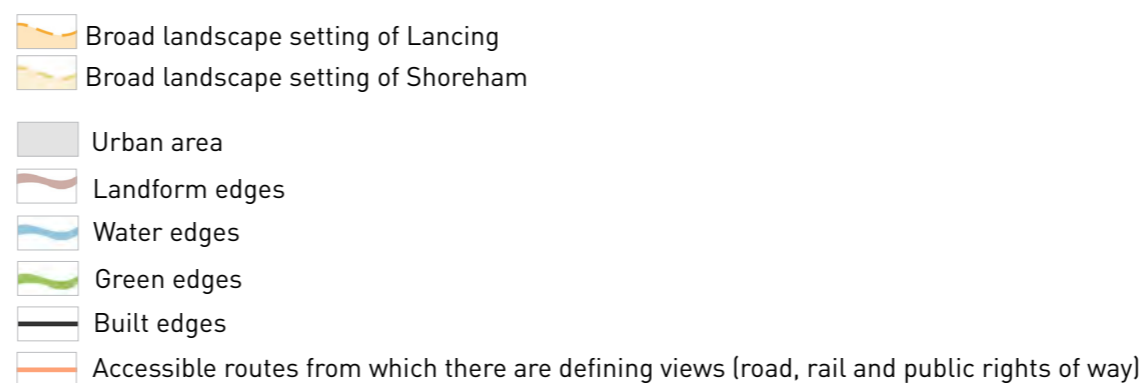 Broad landscape setting of Lancing
Broad landscape setting of Shoreham
Urban area
Landform edges
Water edges
Green edges
Built edges
Accessible routes from which there are defining views (road, rail and public rights of way)